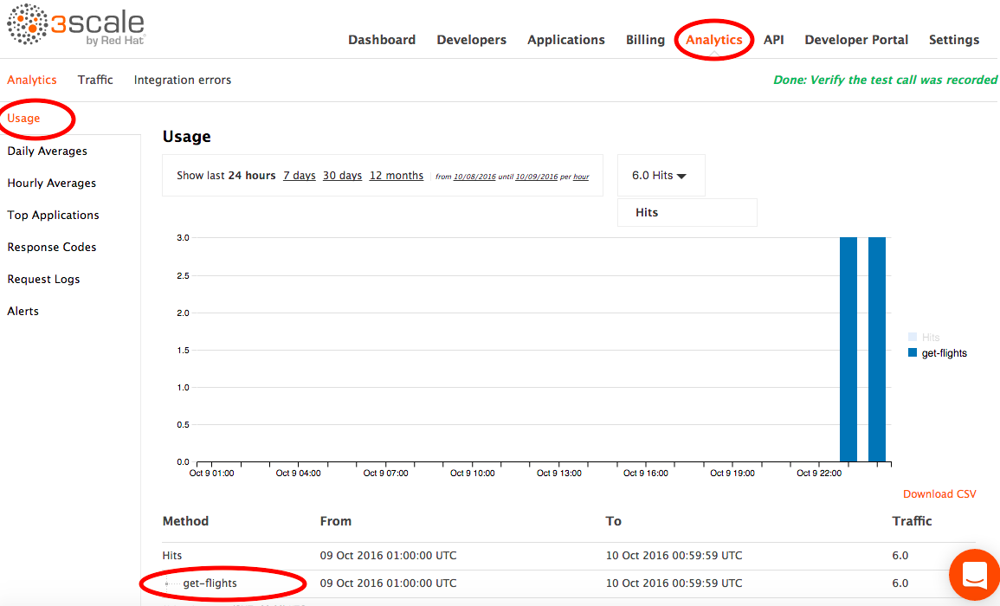 3scale
by Red Hat
Dashboard Developers Applications Billing Analytics API Developer Portal Settings
Analytics Traffic Integration errors Done: Verify the test call was recorded
Usage
Daily Averages
Hourly Averages
Top Applications
Response Codes
Request Logs
Alerts
Usage
Show last 24 hours 7 days 30 days 12 months from 10/08/2016 until 10/09/2016 per hour
6.0 Hits
Hits
3.0
2.5
2.0
1.5
1.0
0.5
0.0
Oct 9 01:00 Oct 9 04:00 Oct 9 07:00 Oct 9 10:00 Oct 9 13:00 Oct 9 16:00 Oct 9 19:00 Oct 9 22:00
Hits
get-flights
Download CSV
Method From To Traffic
Hits 09 Oct 2016 01:00:00 UTC 10 Oct 2016 00:59:59 UTC 6.0
get-flights 09 Oct 2016 01:00:00 UTC 10 Oct 2016 00:59:59 UTC 6.0